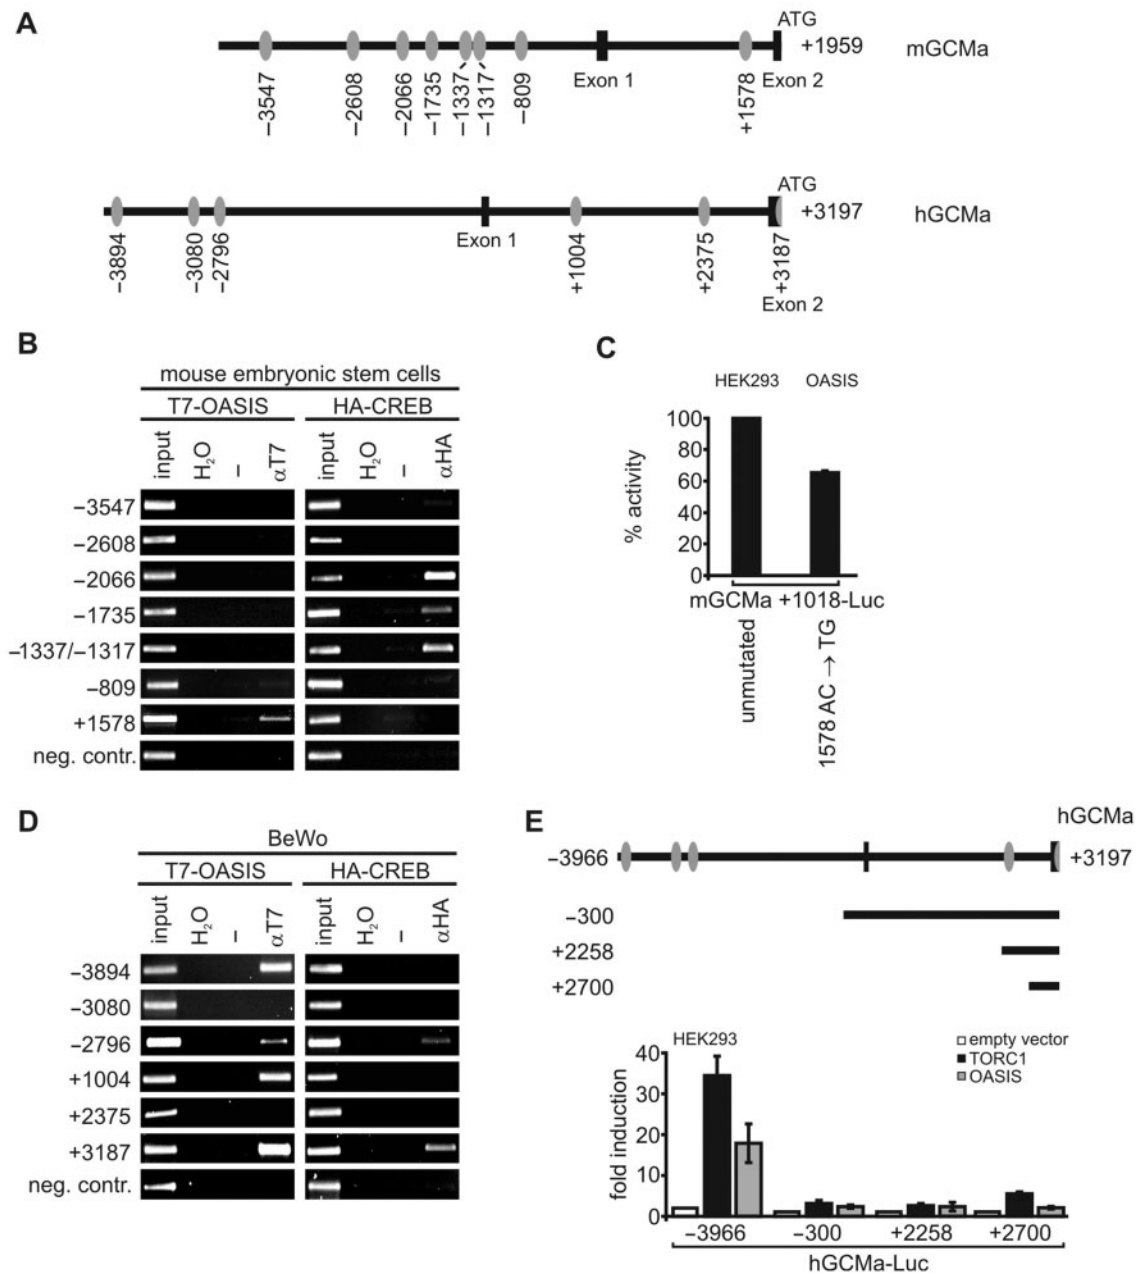 A
ATG
+1959
mGCMa
Exon 1
Exon 2
−3547
−2608
−2066
−1735
−1337
−1317
−809
+1578
ATG
+3197
hGCMa
Exon 1
−3894
−3080
−2796
+1004
+2375
+3187
Exon 2
B
mouse embryonic stem cells
T7-OASIS HA-CREB
input H₂O − αT7 input H₂O − αHA
−3547
−2608
−2066
−1735
−1337/−1317
−809
+1578
neg. contr.
C
HEK293 OASIS
% activity
100
80
60
40
20
0
mGCMa +1018-Luc
unmutated
1578 AC → TG
D
BeWo
T7-OASIS HA-CREB
input H₂O − αT7 input H₂O − αHA
−3894
−3080
−2796
+1004
+2375
+3187
neg. contr.
E
hGCMa
−3966 +3197
−300
+2258
+2700
HEK293
empty vector
TORC1
OASIS
fold induction
40
30
20
10
0
−3966 −300 +2258 +2700
hGCMa-Luc